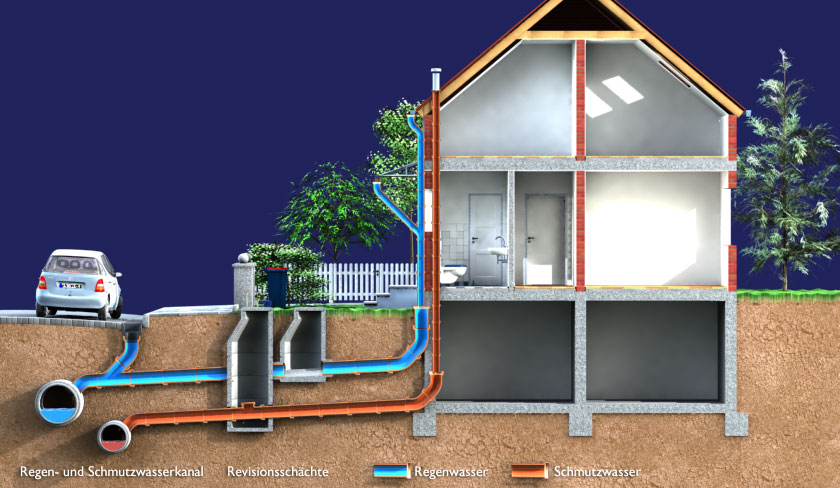 Regen- und Schmutzwasserkanal Revisionsschächte Regenwasser Schmutzwasser